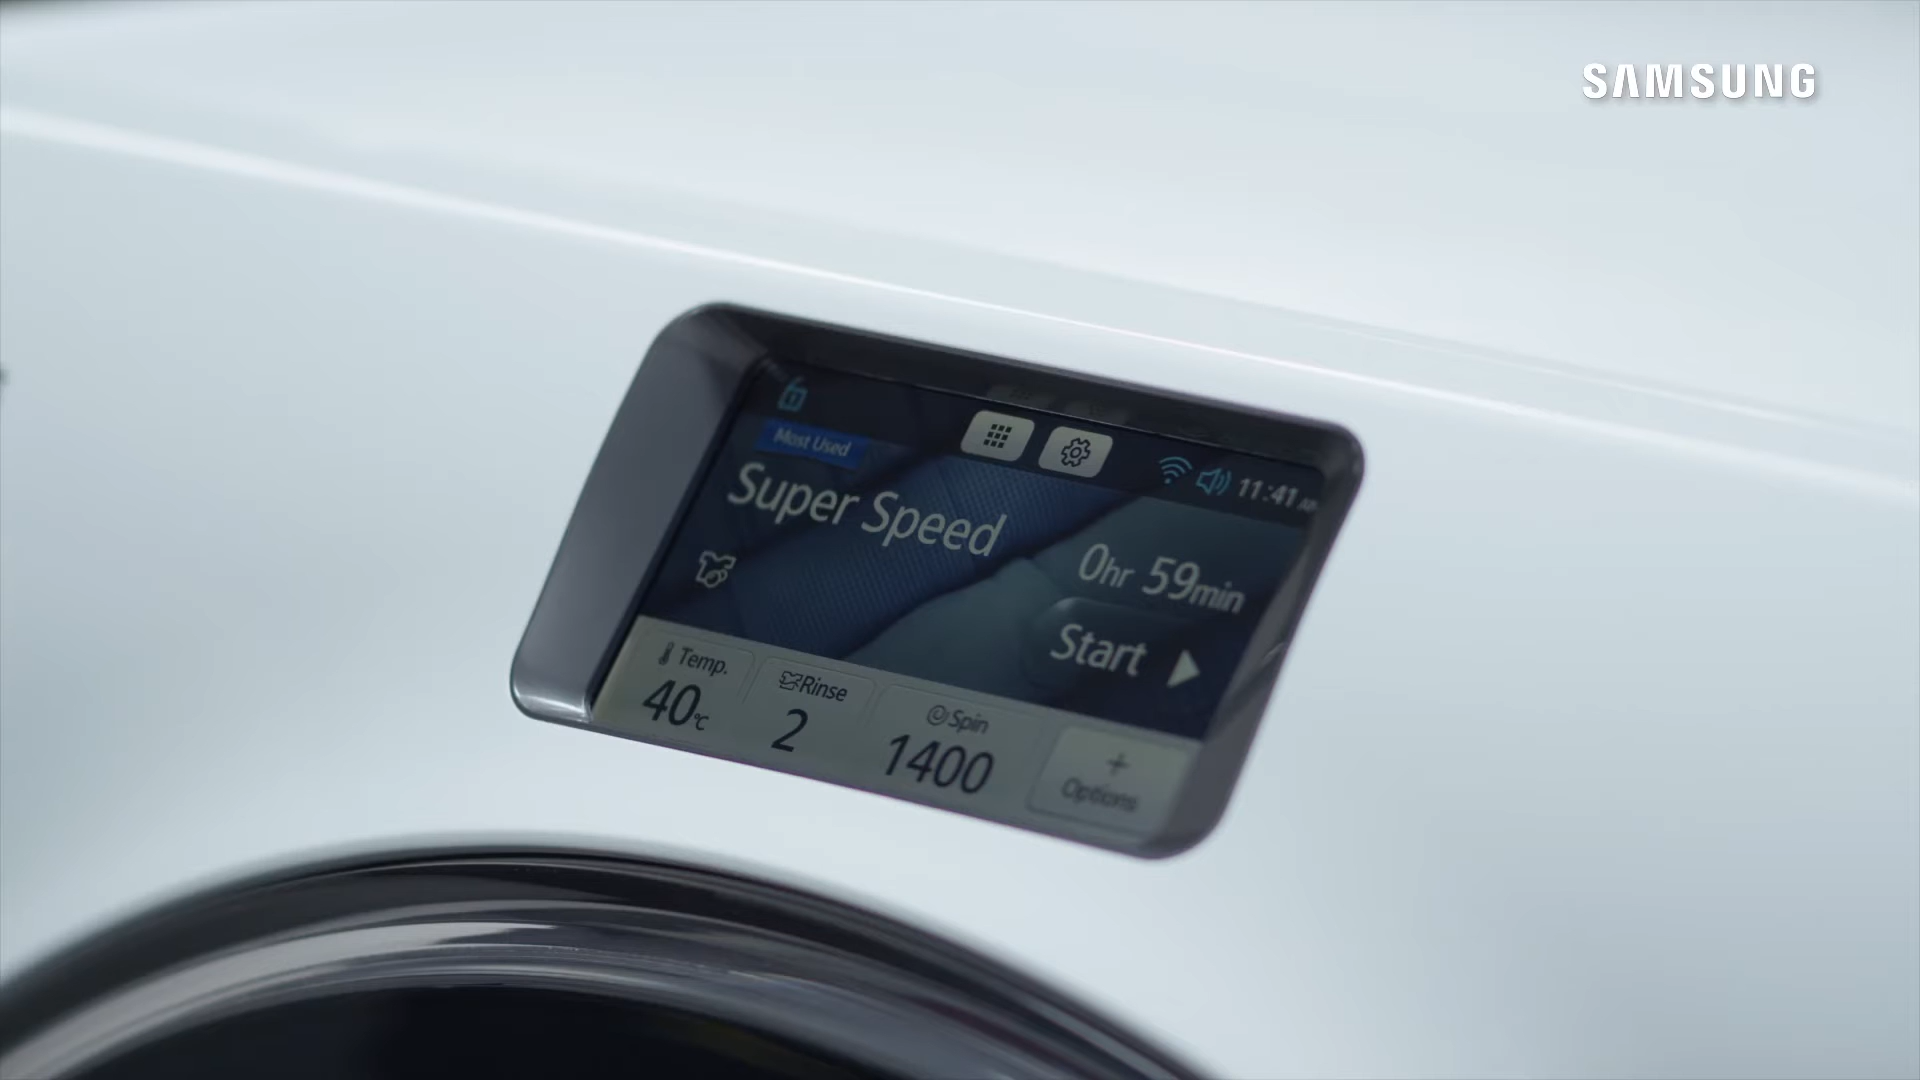 SAMSUNG
11:41
Most Used
Super Speed
0hr 59min
Start
Temp.
40°C
Rinse
2
Spin
1400
+
Options